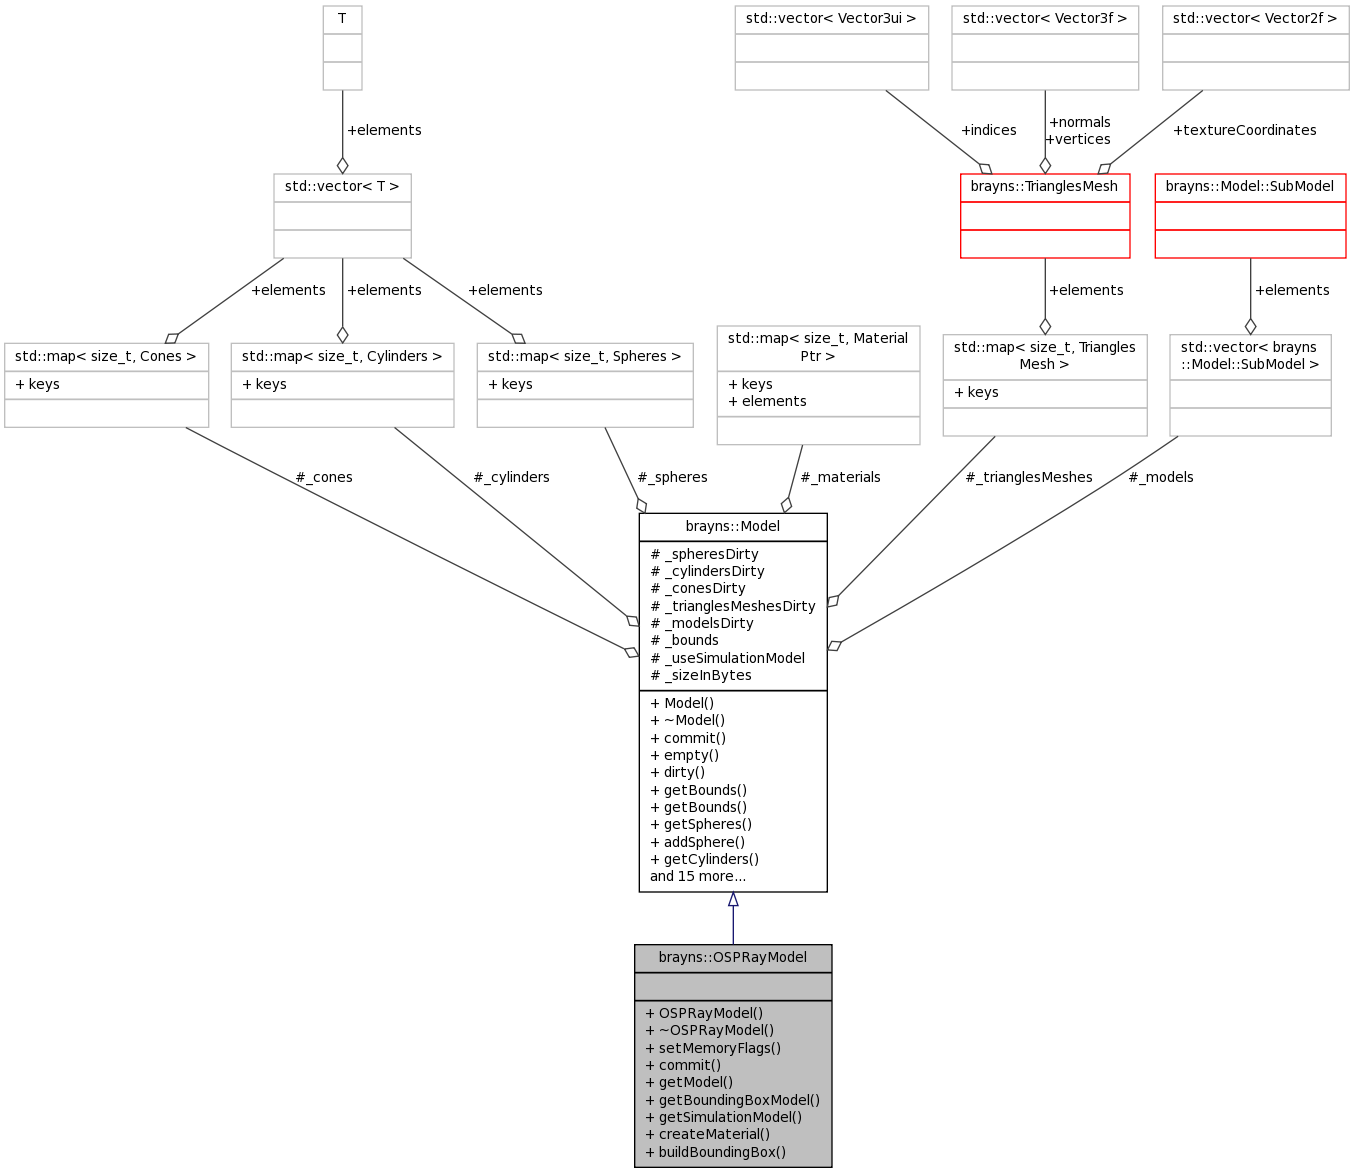 T
std::vector< Vector3ui >
std::vector< Vector3f >
std::vector< Vector2f >
+elements
+indices
+normals
+vertices
+textureCoordinates
std::vector< T >
brayns::TrianglesMesh
brayns::Model::SubModel
+elements
+elements
+elements
+elements
+elements
std::map< size_t, Cones >
+ keys
std::map< size_t, Cylinders >
+ keys
std::map< size_t, Spheres >
+ keys
std::map< size_t, Material
Ptr >
+ keys
+ elements
std::map< size_t, Triangles
Mesh >
+ keys
std::vector< brayns
::Model::SubModel >
#_cones
#_cylinders
#_spheres
#_materials
#_trianglesMeshes
#_models
brayns::Model
# _spheresDirty
# _cylindersDirty
# _conesDirty
# _trianglesMeshesDirty
# _modelsDirty
# _bounds
# _useSimulationModel
# _sizeInBytes
+ Model()
+ ~Model()
+ commit()
+ empty()
+ dirty()
+ getBounds()
+ getBounds()
+ getSpheres()
+ addSphere()
+ getCylinders()
and 15 more...
brayns::OSPRayModel
+ OSPRayModel()
+ ~OSPRayModel()
+ setMemoryFlags()
+ commit()
+ getModel()
+ getBoundingBoxModel()
+ getSimulationModel()
+ createMaterial()
+ buildBoundingBox()